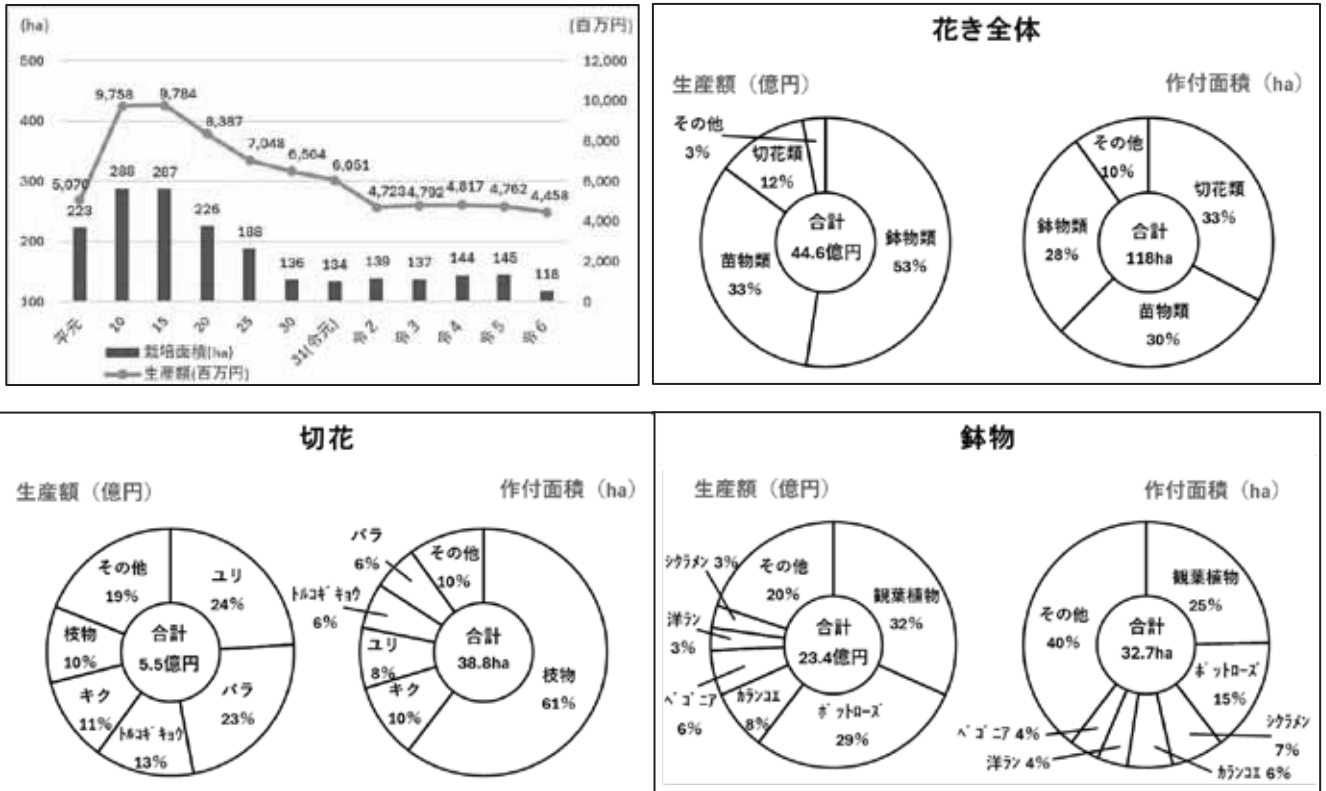 (ha)
(百万円)
500
400
300
200
100
12,000
10,000
8,000
6,000
4,000
2,000
0
5,070
9,758
9,784
8,387
7,048
6,504
6,051
4,723
4,792
4,817
4,762
4,458
223
288
287
226
188
136
134
139
137
144
145
118
平元
10
15
20
25
30
31(令元)
令2
令3
令4
令5
令6
栽培面積(ha)
生産額(百万円)
花き全体
生産額（億円）
作付面積（ha）
その他
3%
切花類
12%
苗物類
33%
鉢物類
53%
合計
44.6億円
その他
10%
切花類
33%
鉢物類
28%
苗物類
30%
合計
118ha
切花
生産額（億円）
作付面積（ha）
その他
19%
ユリ
24%
枝物
10%
キク
11%
トルコギキョウ
13%
バラ
23%
合計
5.5億円
バラ
6%
その他
10%
トルコギキョウ
6%
ユリ
8%
キク
10%
枝物
61%
合計
38.8ha
鉢物
生産額（億円）
作付面積（ha）
シクラメン 3%
その他
20%
観葉植物
32%
洋ラン
3%
ベゴニア
6%
カランコエ
8%
ポットローズ
29%
合計
23.4億円
観葉植物
25%
その他
40%
ポットローズ
15%
シクラメン
7%
カランコエ 6%
洋ラン 4%
ベゴニア 4%
合計
32.7ha